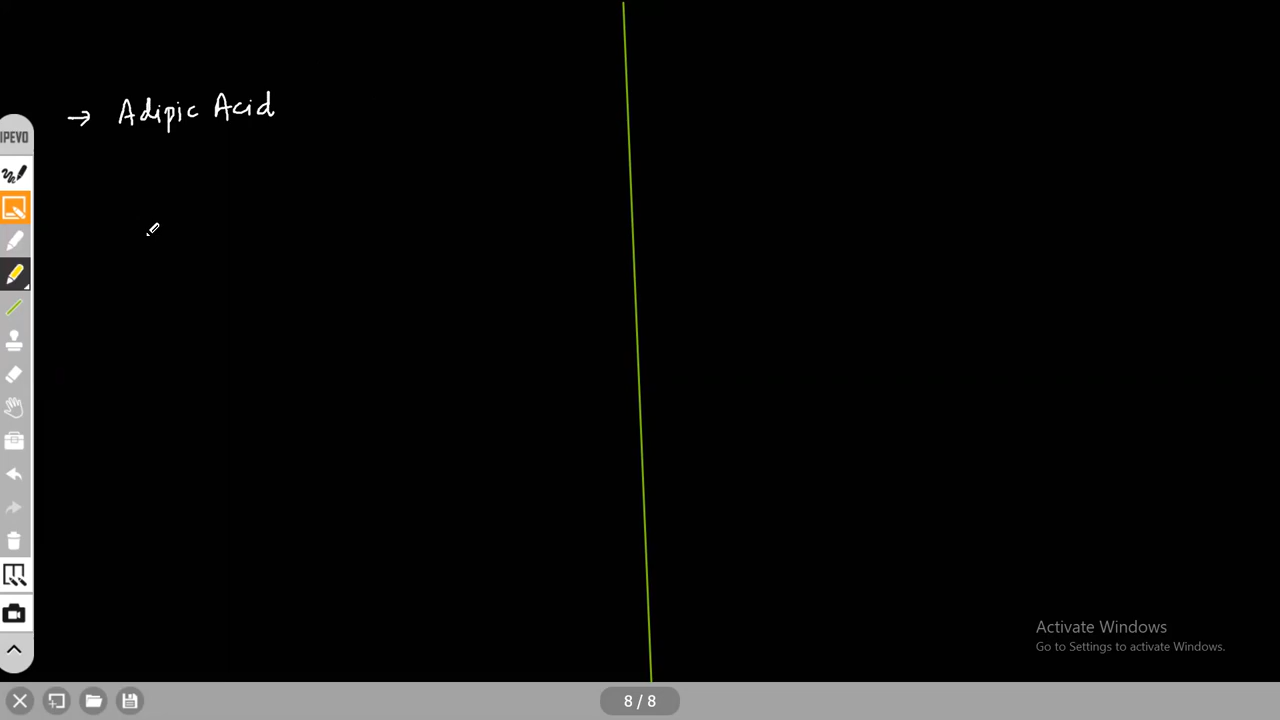 → Adipic Acid
IPEVO
Activate Windows
Go to Settings to activate Windows.
8 / 8